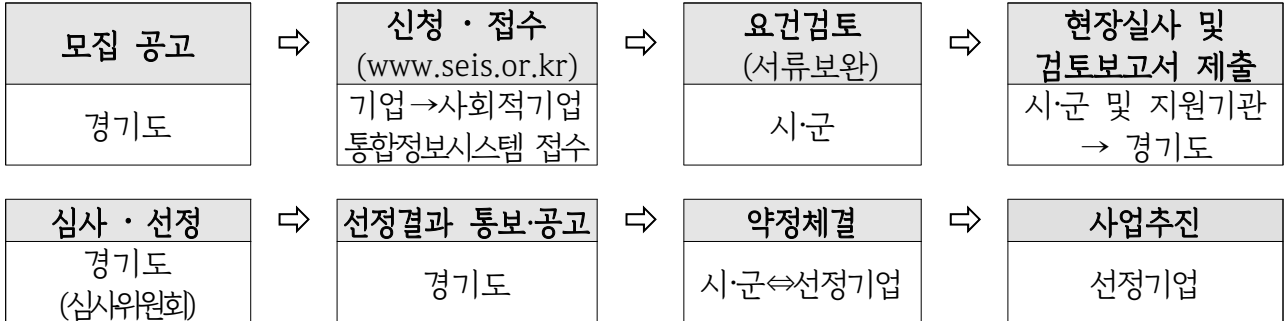 모집 공고
⇨
신청 · 접수
(www.seis.or.kr)
⇨
요건검토
(서류보완)
⇨
현장실사 및
검토보고서 제출
경기도
기업→사회적기업
통합정보시스템 접수
시·군
시·군 및 지원기관
→ 경기도
심사 · 선정
⇨
선정결과 통보·공고
⇨
약정체결
⇨
사업추진
경기도
(심사위원회)
경기도
시·군⇔선정기업
선정기업